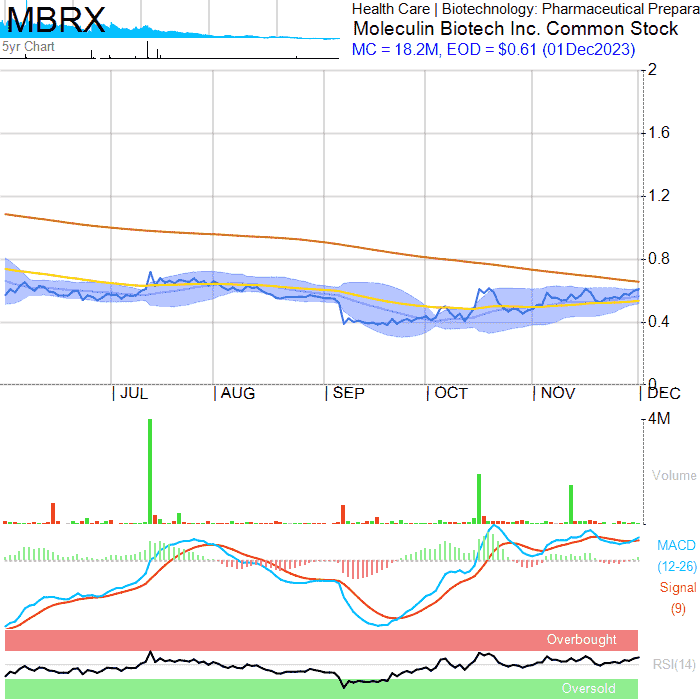 MBRX
5yr Chart
Health Care | Biotechnology: Pharmaceutical Prepara
Moleculin Biotech Inc. Common Stock
MC = 18.2M, EOD = $0.61 (01Dec2023)
2
1.6
1.2
0.8
0.4
0
JUL AUG SEP OCT NOV DEC
4M
Volume
MACD
(12-26)
Signal
(9)
Overbought
RSI(14)
Oversold